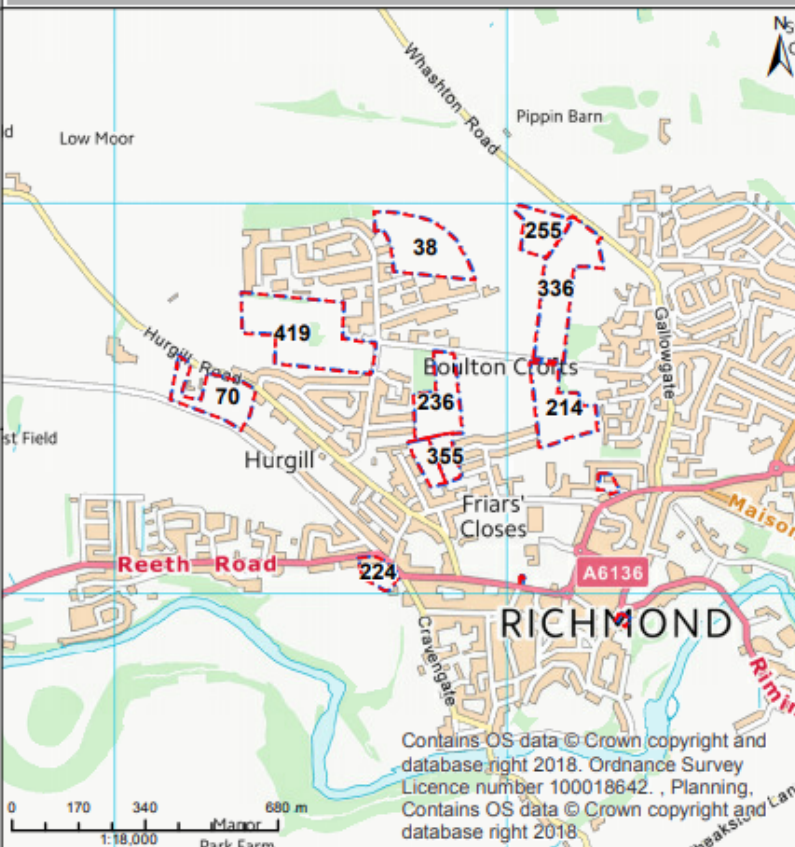 N
Whashton Road
Pippin Barn
Low Moor
255
38
336
419
Gallowgate
Hurgill Road
Boulton Crofts
70
236
214
st Field
Hurgill
355
Friars'
Closes
Maison
Reeth Road
224
A6136
RICHMOND
Cravengate
Contains OS data © Crown copyright and
database right 2018. Ordnance Survey
Licence number 100018642. , Planning,
Contains OS data © Crown copyright and
database right 2018.
0 170 340 680 m
1:18,000
Manor
Park Farm